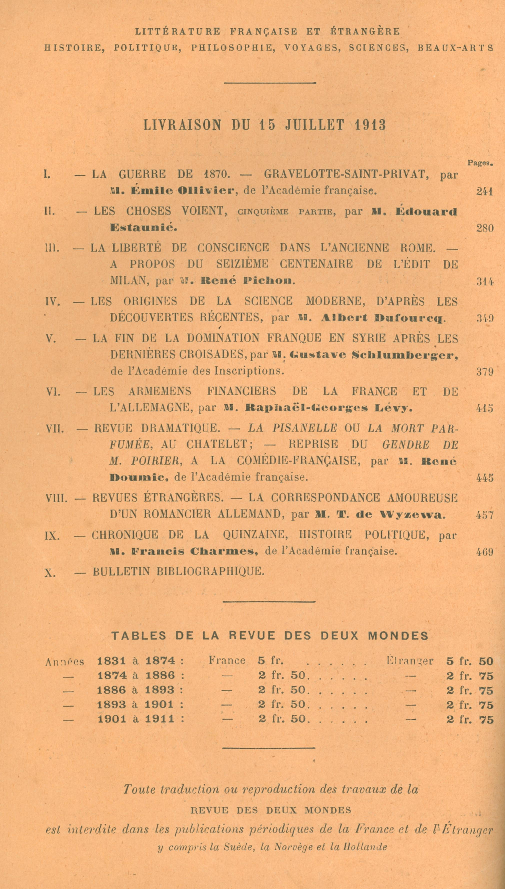 LITTÉRATURE FRANÇAISE ET ÉTRANGÈRE
HISTOIRE, POLITIQUE, PHILOSOPHIE, VOYAGES, SCIENCES, BEAUX-ARTS
LIVRAISON DU 15 JUILLET 1913
Pages.
I. — LA GUERRE DE 1870. — GRAVELOTTE-SAINT-PRIVAT, par
M. Émile Ollivier, de l'Académie française. 241
II. — LES CHOSES VOIENT, CINQUIÈME PARTIE, par M. Édouard
Estaunié. 280
III. — LA LIBERTÉ DE CONSCIENCE DANS L'ANCIENNE ROME. —
A PROPOS DU SEIZIÈME CENTENAIRE DE L'ÉDIT DE
MILAN, par M. René Pichon. 314
IV. — LES ORIGINES DE LA SCIENCE MODERNE, D'APRÈS LES
DÉCOUVERTES RÉCENTES, par M. Albert Dufourcq. 349
V. — LA FIN DE LA DOMINATION FRANQUE EN SYRIE APRÈS LES
DERNIÈRES CROISADES, par M. Gustave Schlumberger,
de l'Académie des Inscriptions. 379
VI. — LES ARMEMENS FINANCIERS DE LA FRANCE ET DE
L'ALLEMAGNE, par M. Raphaël-Georges Lévy. 415
VII. — REVUE DRAMATIQUE. — LA PISANELLE OU LA MORT PAR-
FUMÉE, AU CHATELET; — REPRISE DU GENDRE DE
M. POIRIER, A LA COMÉDIE-FRANÇAISE, par M. René
Doumic, de l'Académie française. 445
VIII. — REVUES ÉTRANGÈRES. — LA CORRESPONDANCE AMOUREUSE
D'UN ROMANCIER ALLEMAND, par M. T. de Wyzewa. 457
IX. — CHRONIQUE DE LA QUINZAINE, HISTOIRE POLITIQUE, par
M. Francis Charmes, de l'Académie française. 469
X. — BULLETIN BIBLIOGRAPHIQUE.
TABLES DE LA REVUE DES DEUX MONDES
Années 1831 à 1874 : France 5 fr. . . . . . . Étranger 5 fr. 50
— 1874 à 1886 : — 2 fr. 50. . . . . . — 2 fr. 75
— 1886 à 1893 : — 2 fr. 50. . . . . . — 2 fr. 75
— 1893 à 1901 : — 2 fr. 50. . . . . . — 2 fr. 75
— 1901 à 1911 : — 2 fr. 50. . . . . . — 2 fr. 75
Toute traduction ou reproduction des travaux de la
REVUE DES DEUX MONDES
est interdite dans les publications périodiques de la France et de l'Étranger
y compris la Suède, la Norvège et la Hollande